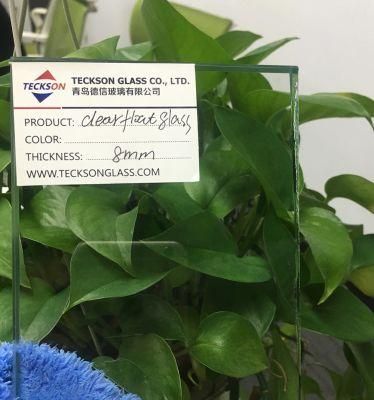 TECKSON
TECKSON GLASS CO., LTD.
青岛德信玻璃有限公司
PRODUCT: clear float glass
COLOR:
THICKNESS: 8mm
WWW.TECKSONGLASS.COM